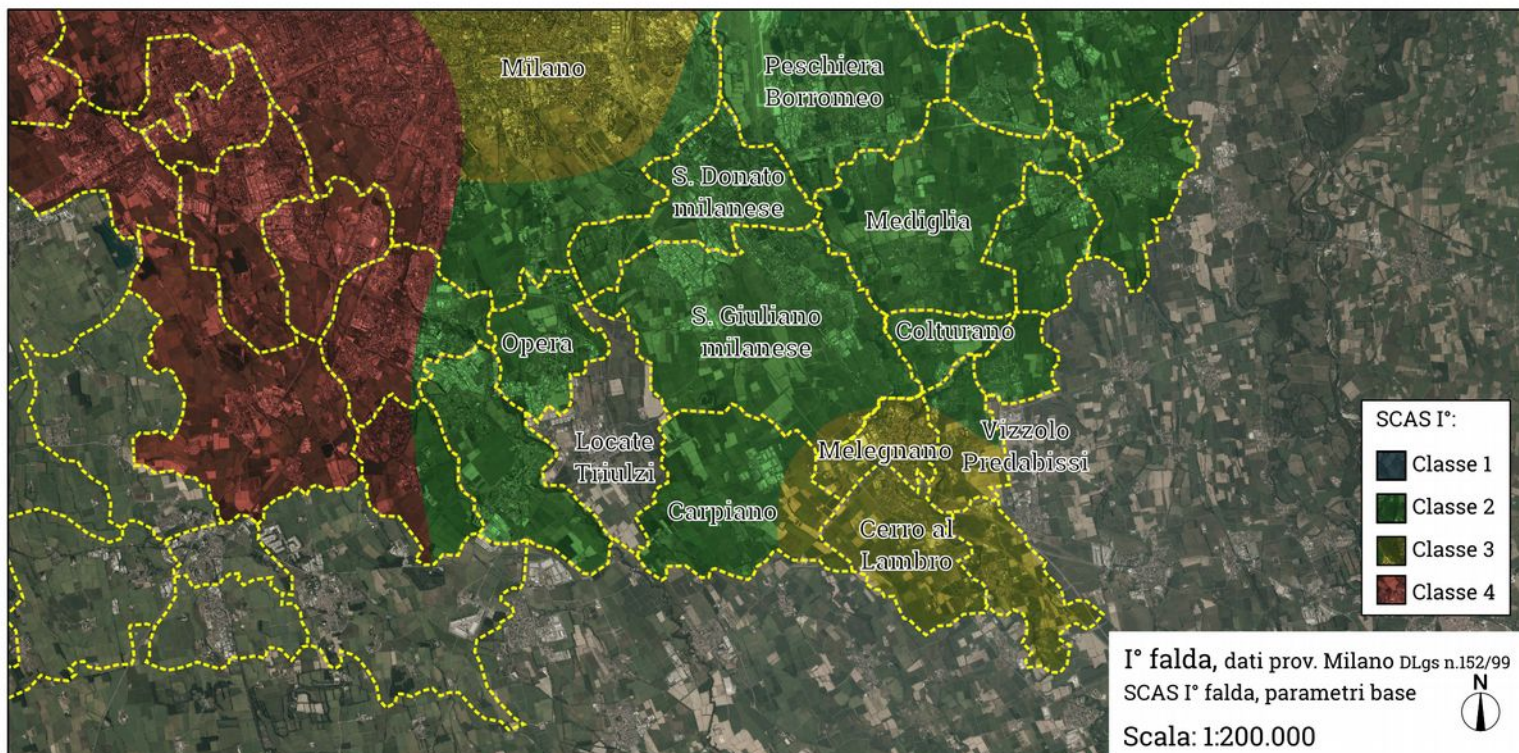 Milano
Peschiera
Borromeo
S. Donato
milanese
Mediglia
Opera
S. Giuliano
milanese
Colturano
Locate
Triulzi
Melegnano
Vizzolo
Predabissi
Carpiano
Cerro al
Lambro
SCAS I°:
Classe 1
Classe 2
Classe 3
Classe 4
I° falda, dati prov. Milano DLgs n.152/99
SCAS I° falda, parametri base
Scala: 1:200.000
N